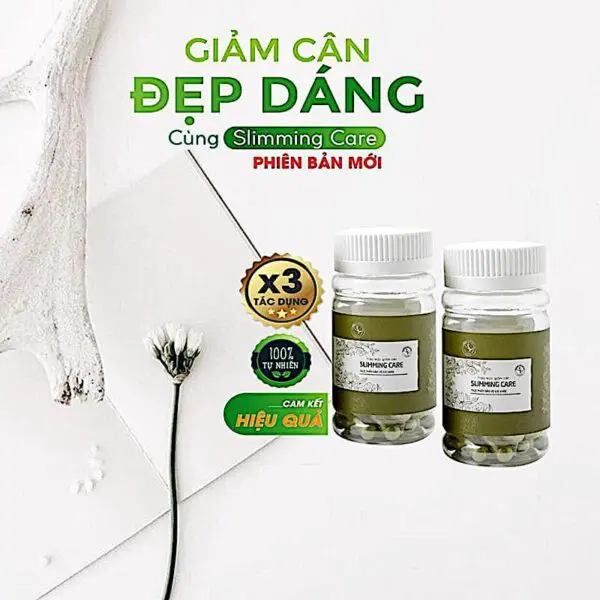 GIẢM CÂN
ĐẸP DÁNG
Cùng Slimming Care
PHIÊN BẢN MỚI
X3
TÁC DỤNG
100%
TỰ NHIÊN
CAM KẾT
HIỆU QUẢ
SLIMMING CARE
SLIMMING CARE